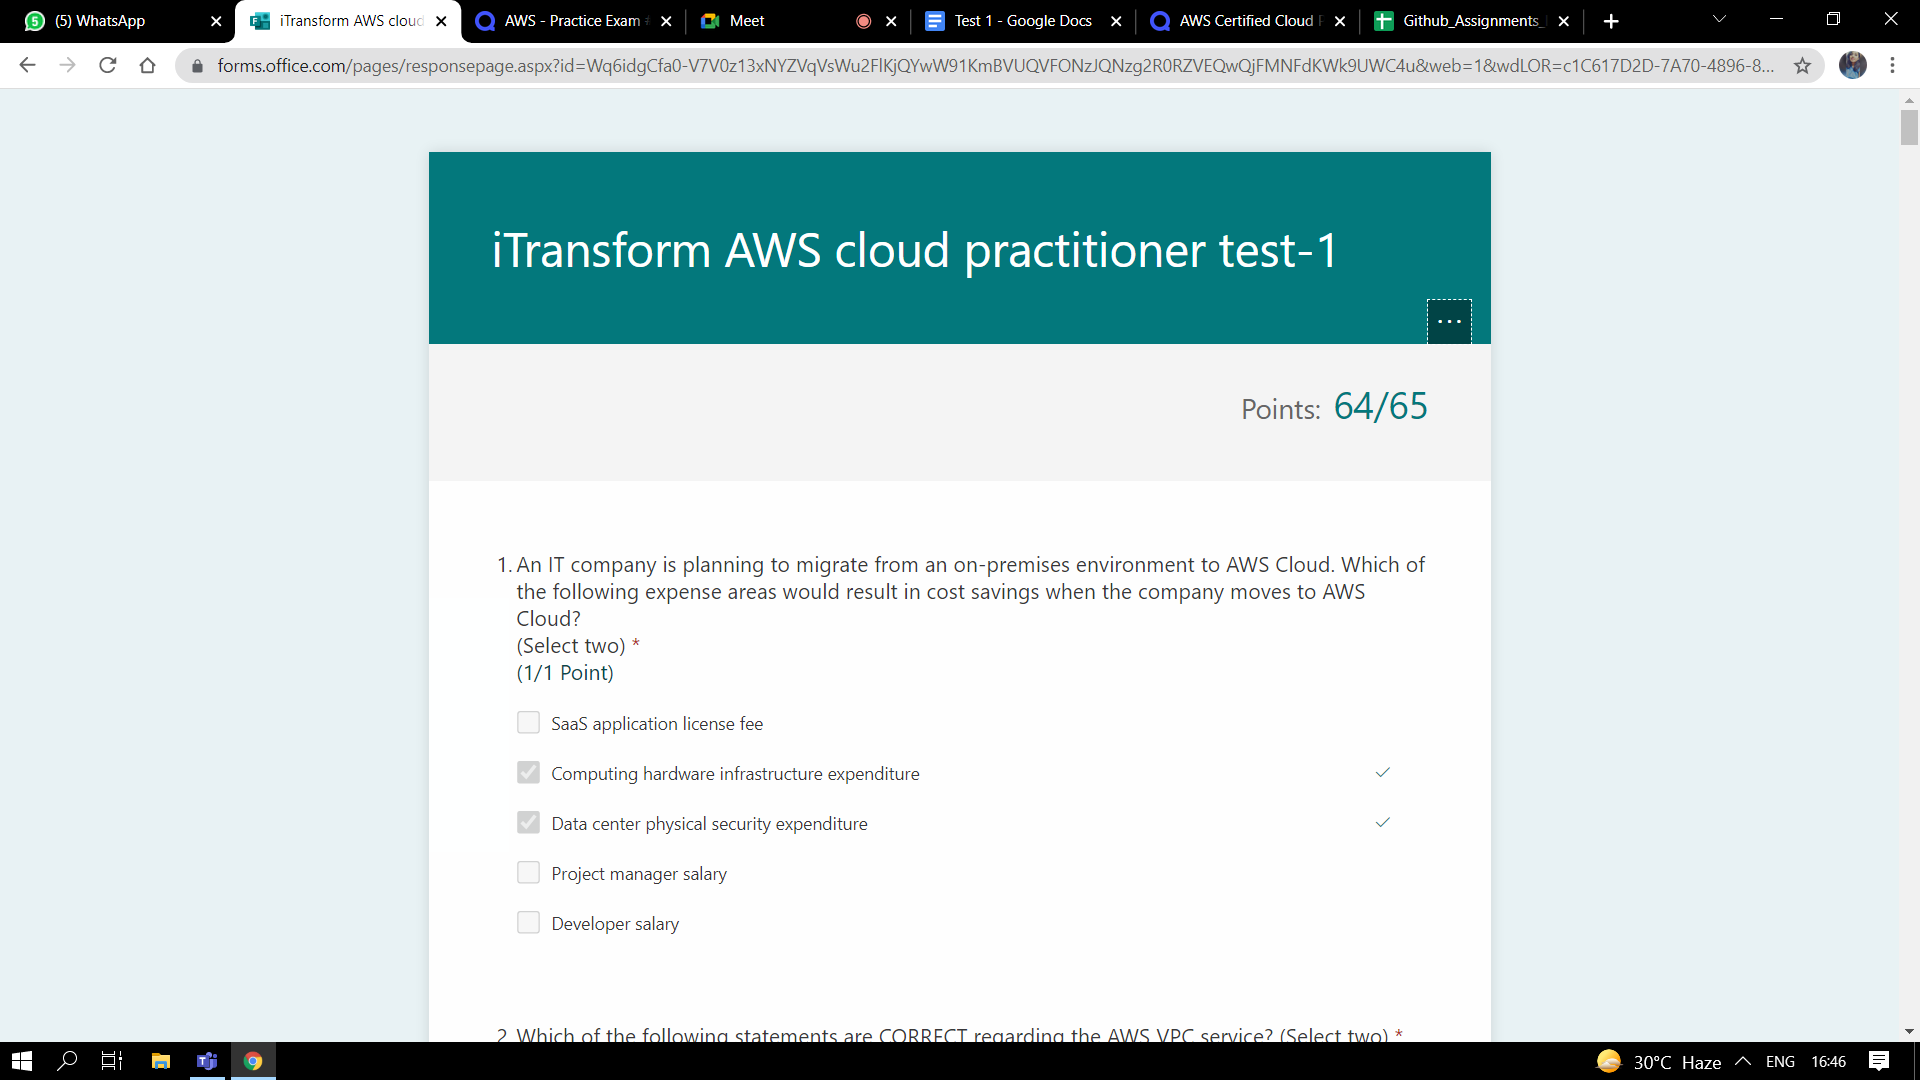 (5) WhatsApp
iTransform AWS cloud
AWS - Practice Exam
Meet
Test 1 - Google Docs
AWS Certified Cloud
Github_Assignments_
forms.office.com/pages/responsepage.aspx?id=Wq6idgCfa0-V7V0z13xNYZVqVsWu2FlKjQYwW91KmBVUQVFONzJQNzg2R0RZVEQwQjFMNFdKWk9UWC4u&web=1&wdLOR=c1C617D2D-7A70-4896-8...
iTransform AWS cloud practitioner test-1
...
Points: 64/65
1. An IT company is planning to migrate from an on-premises environment to AWS Cloud. Which of
the following expense areas would result in cost savings when the company moves to AWS
Cloud?
(Select two) *
(1/1 Point)
SaaS application license fee
Computing hardware infrastructure expenditure
Data center physical security expenditure
Project manager salary
Developer salary
2. Which of the following statements are CORRECT regarding the AWS VPC service? (Select two) *
30°C Haze
ENG
16:46